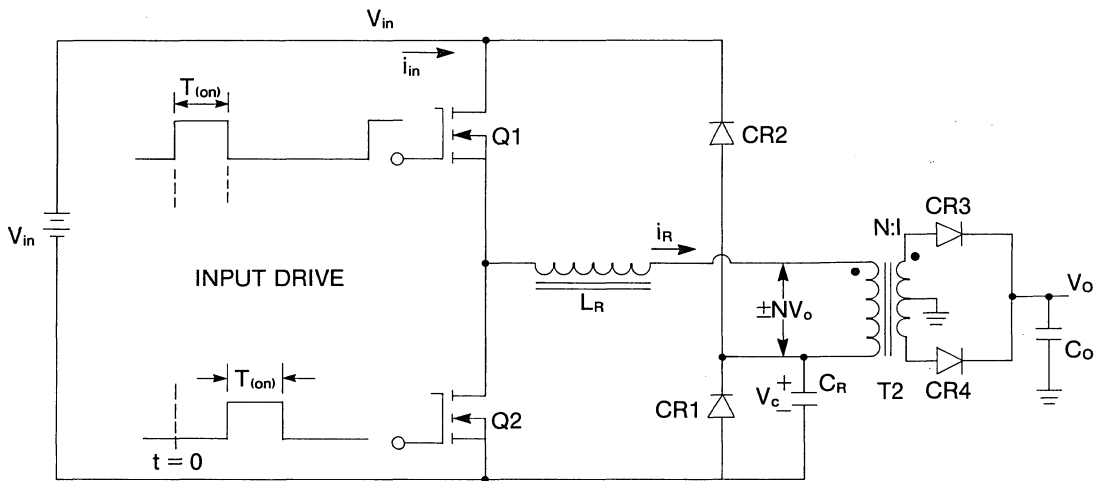 Vin
iin
T(on)
Q1
CR2
Vin
INPUT DRIVE
iR
LR
±NVo
N:I
CR3
Vo
Co
T(on)
Q2
CR1
Vc
+
-
CR
T2
CR4
t = 0